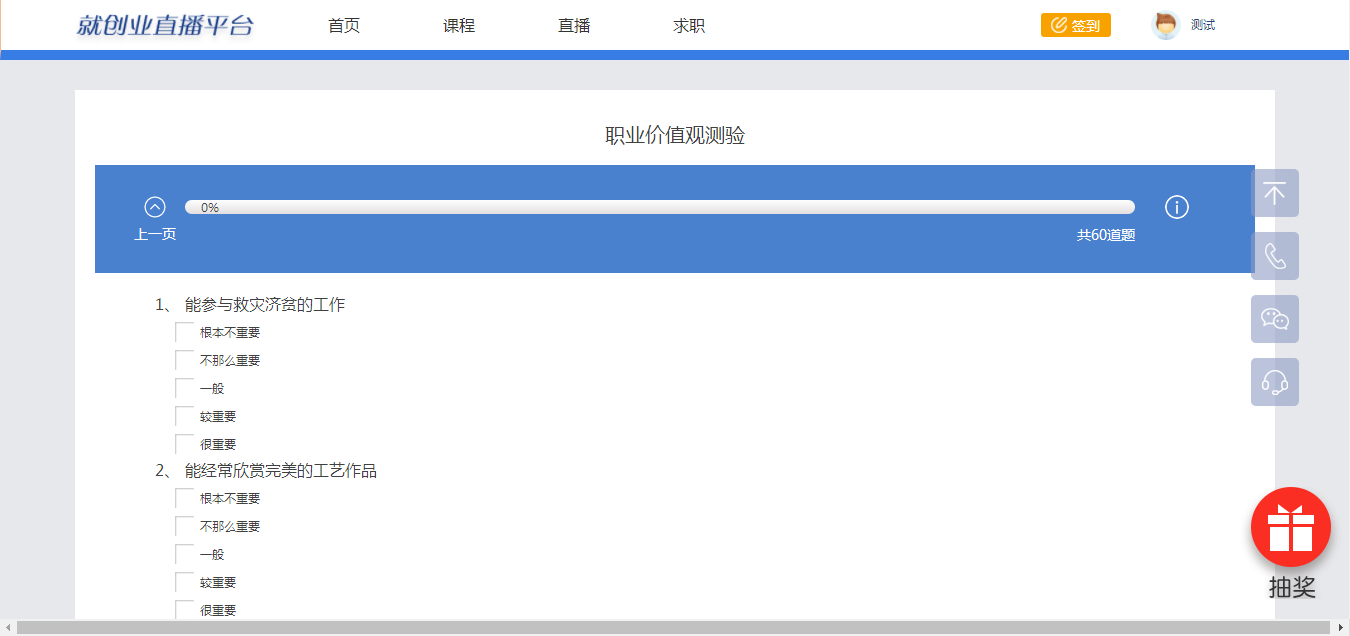 就创业直播平台 首页 课程 直播 求职 签到 测试
职业价值观测验
0%
上一页 共60道题
1、 能参与救灾济贫的工作
根本不重要
不那么重要
一般
较重要
很重要
2、 能经常欣赏完美的工艺作品
根本不重要
不那么重要
一般
较重要
很重要
抽奖